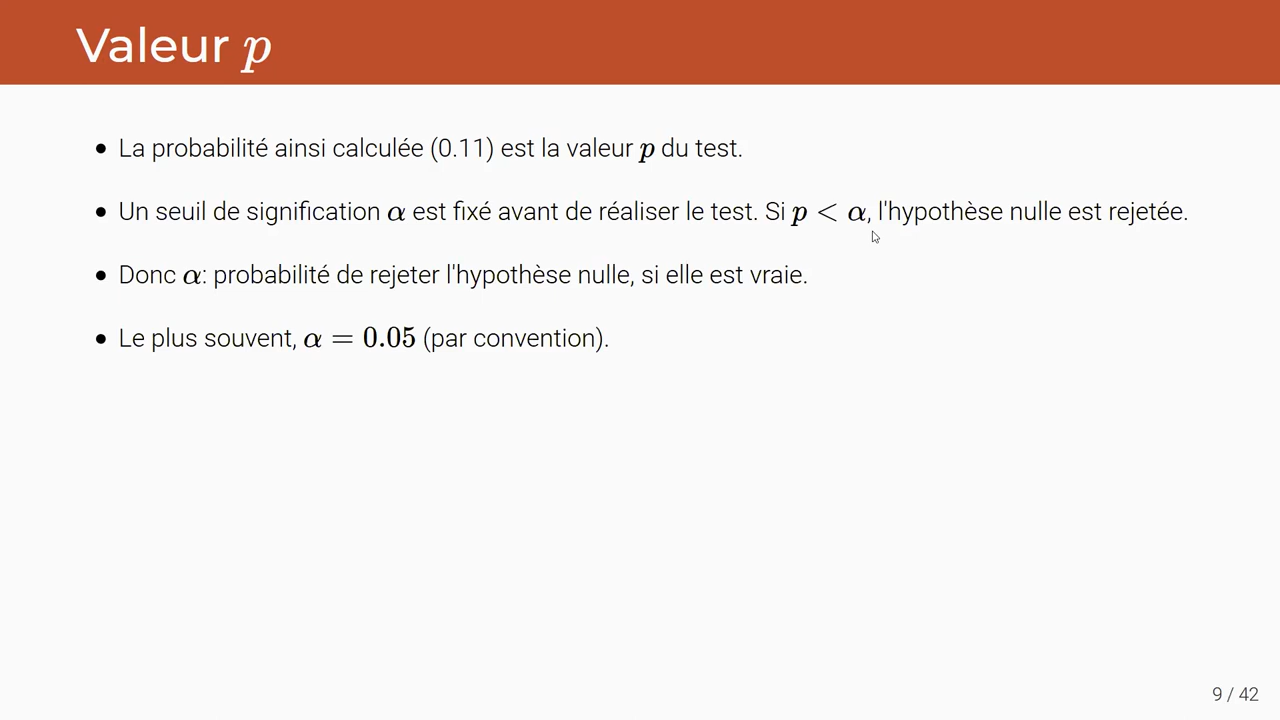 Valeur p
• La probabilité ainsi calculée (0.11) est la valeur p du test.
• Un seuil de signification α est fixé avant de réaliser le test. Si p < α, l'hypothèse nulle est rejetée.
• Donc α: probabilité de rejeter l'hypothèse nulle, si elle est vraie.
• Le plus souvent, α = 0.05 (par convention).
9 / 42